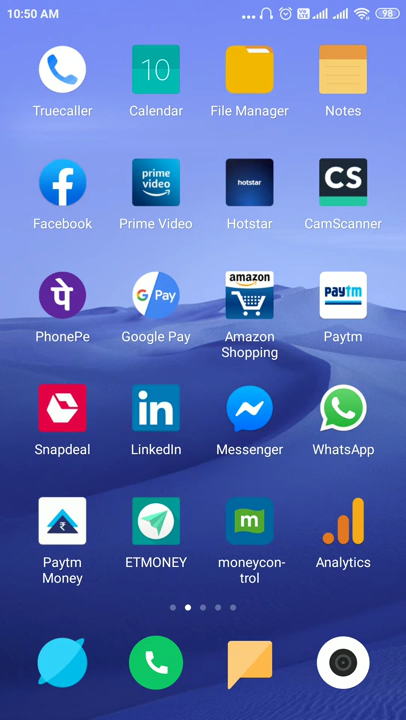 10:50 AM
98
10
Truecaller
Calendar
File Manager
Notes
prime
video
hotstar
CS
Facebook
Prime Video
Hotstar
CamScanner
पे
G Pay
amazon
paytm
PhonePe
Google Pay
Amazon
Shopping
Paytm
in
Snapdeal
LinkedIn
Messenger
WhatsApp
₹
m
Paytm
Money
ETMONEY
moneycon-
trol
Analytics